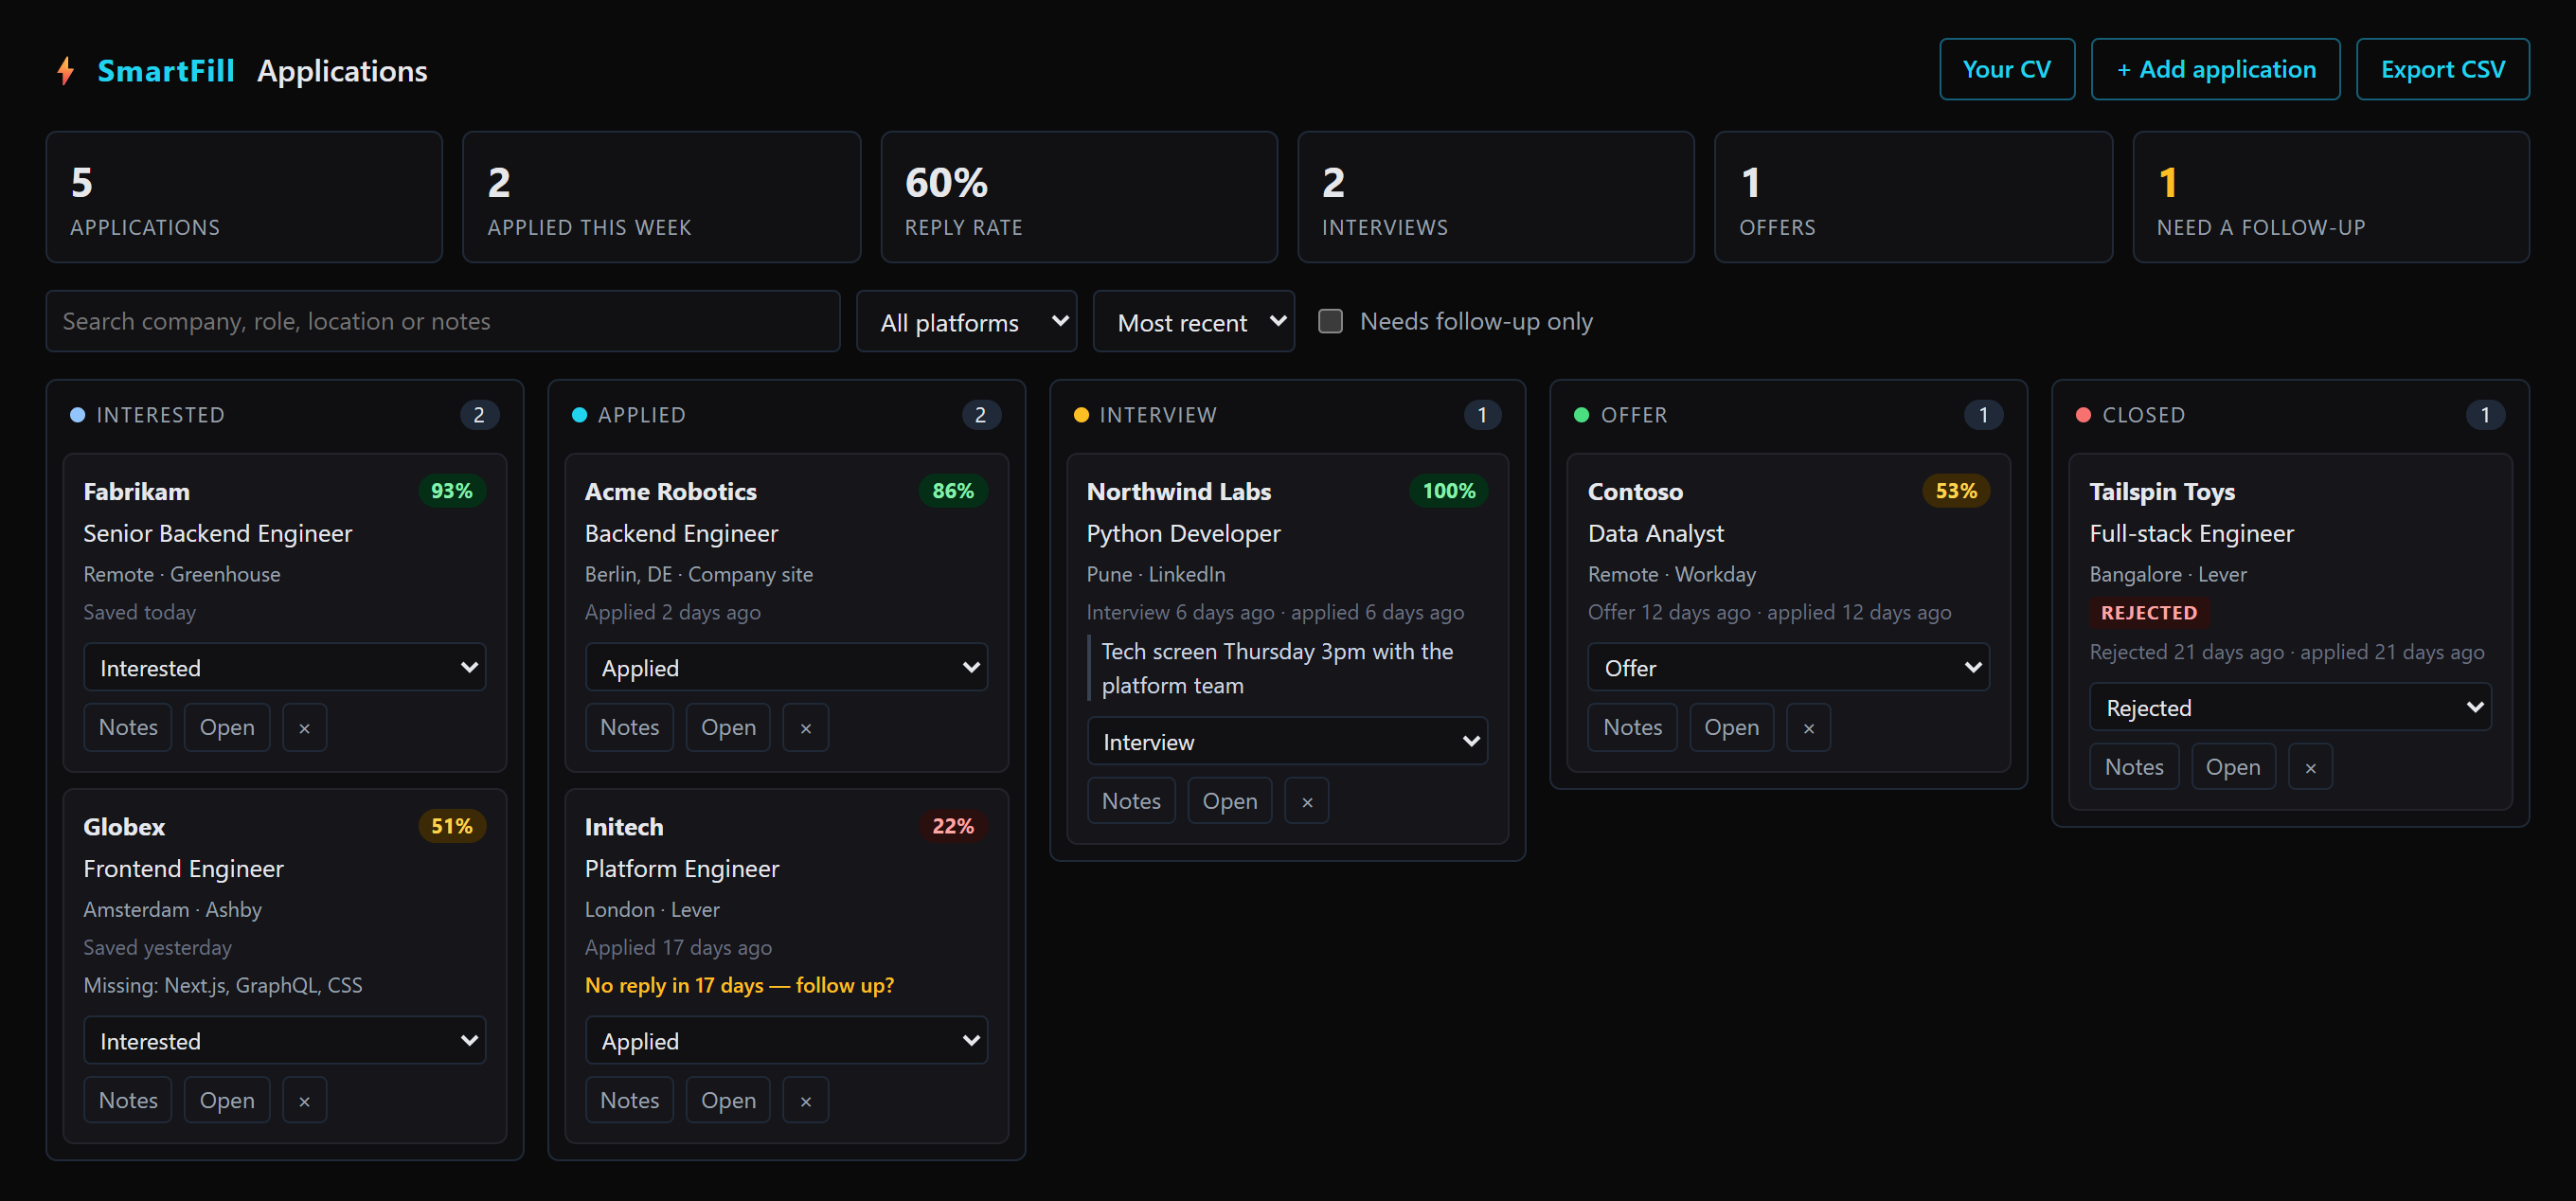 SmartFill Applications
Your CV
+ Add application
Export CSV
5
APPLICATIONS
2
APPLIED THIS WEEK
60%
REPLY RATE
2
INTERVIEWS
1
OFFERS
1
NEED A FOLLOW-UP
Search company, role, location or notes
All platforms
Most recent
Needs follow-up only
INTERESTED 2
Fabrikam 93%
Senior Backend Engineer
Remote · Greenhouse
Saved today
Interested
Notes Open ×
Globex 51%
Frontend Engineer
Amsterdam · Ashby
Saved yesterday
Missing: Next.js, GraphQL, CSS
Interested
Notes Open ×
APPLIED 2
Acme Robotics 86%
Backend Engineer
Berlin, DE · Company site
Applied 2 days ago
Applied
Notes Open ×
Initech 22%
Platform Engineer
London · Lever
Applied 17 days ago
No reply in 17 days — follow up?
Applied
Notes Open ×
INTERVIEW 1
Northwind Labs 100%
Python Developer
Pune · LinkedIn
Interview 6 days ago · applied 6 days ago
Tech screen Thursday 3pm with the
platform team
Interview
Notes Open ×
OFFER 1
Contoso 53%
Data Analyst
Remote · Workday
Offer 12 days ago · applied 12 days ago
Offer
Notes Open ×
CLOSED 1
Tailspin Toys
Full-stack Engineer
Bangalore · Lever
REJECTED
Rejected 21 days ago · applied 21 days ago
Rejected
Notes Open ×